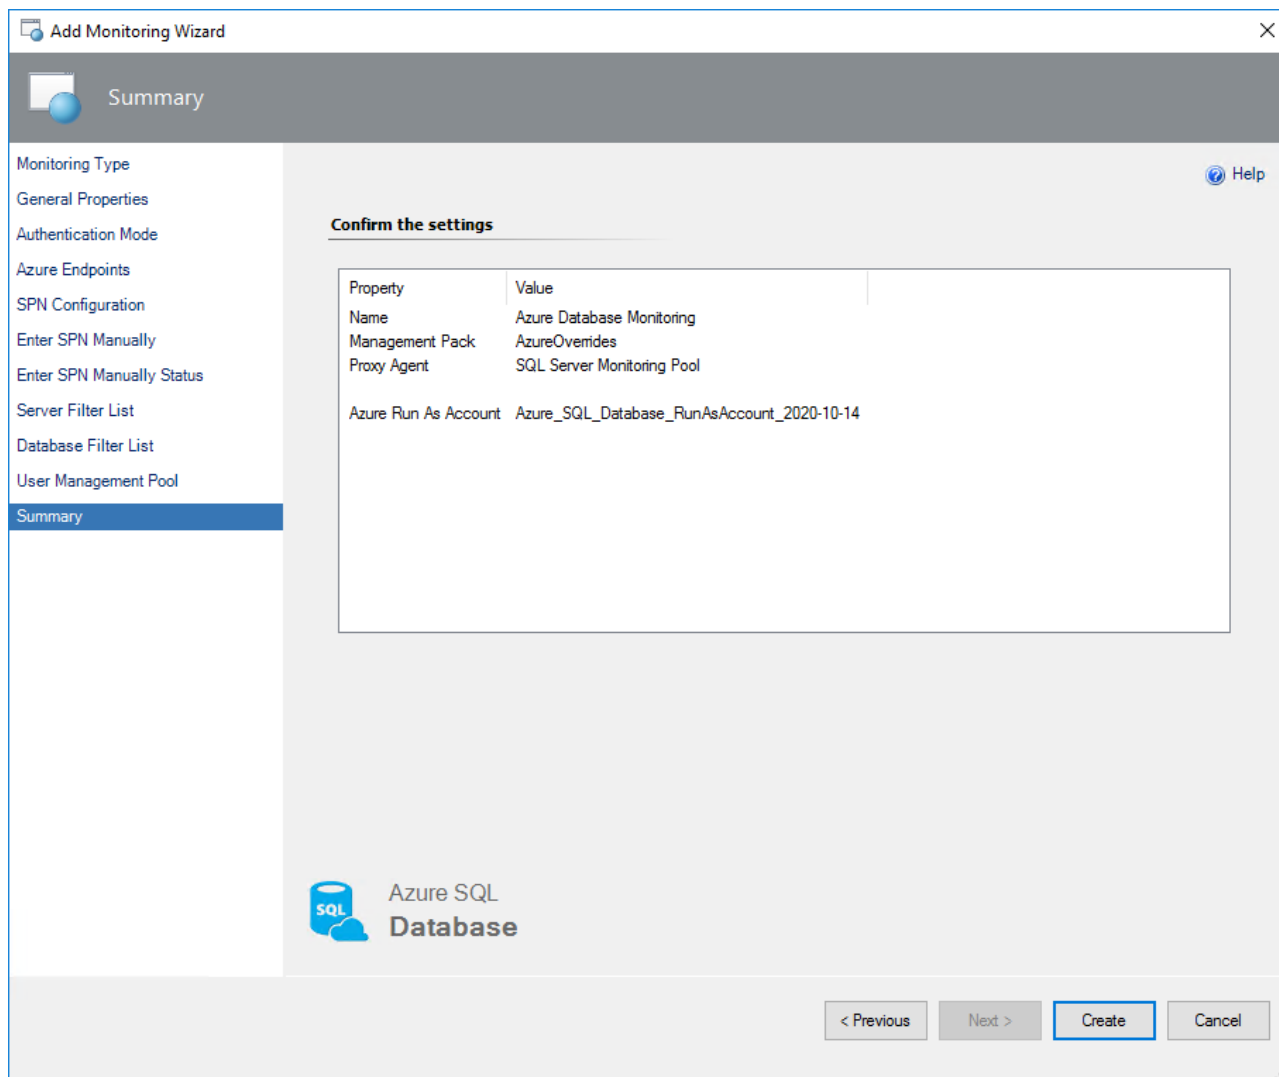 Add Monitoring Wizard
Summary
Monitoring Type
General Properties
Authentication Mode
Azure Endpoints
SPN Configuration
Enter SPN Manually
Enter SPN Manually Status
Server Filter List
Database Filter List
User Management Pool
Summary
Help
Confirm the settings
Property Value
Name Azure Database Monitoring
Management Pack AzureOverrides
Proxy Agent SQL Server Monitoring Pool
Azure Run As Account Azure_SQL_Database_RunAsAccount_2020-10-14
SQL
Azure SQL
Database
< Previous Next > Create Cancel